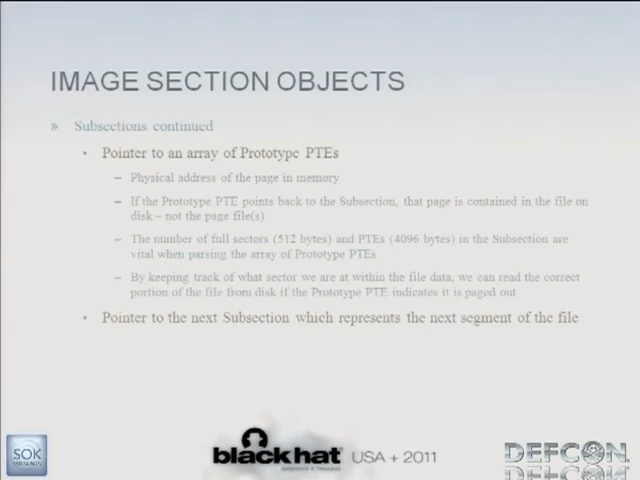 IMAGE SECTION OBJECTS
» Subsections continued
• Pointer to an array of Prototype PTEs
– Physical address of the page in memory
– If the Prototype PTE points back to the Subsection, that page is contained in the file on
disk – not the page file(s)
– The number of full sectors (512 bytes) and PTEs (4096 bytes) in the Subsection are
vital when parsing the array of Prototype PTEs
– By keeping track of what sector we are at within the file data, we can read the correct
portion of the file from disk if the Prototype PTE indicates it is paged out
• Pointer to the next Subsection which represents the next segment of the file
SOK
black hat USA + 2011
DEFCON